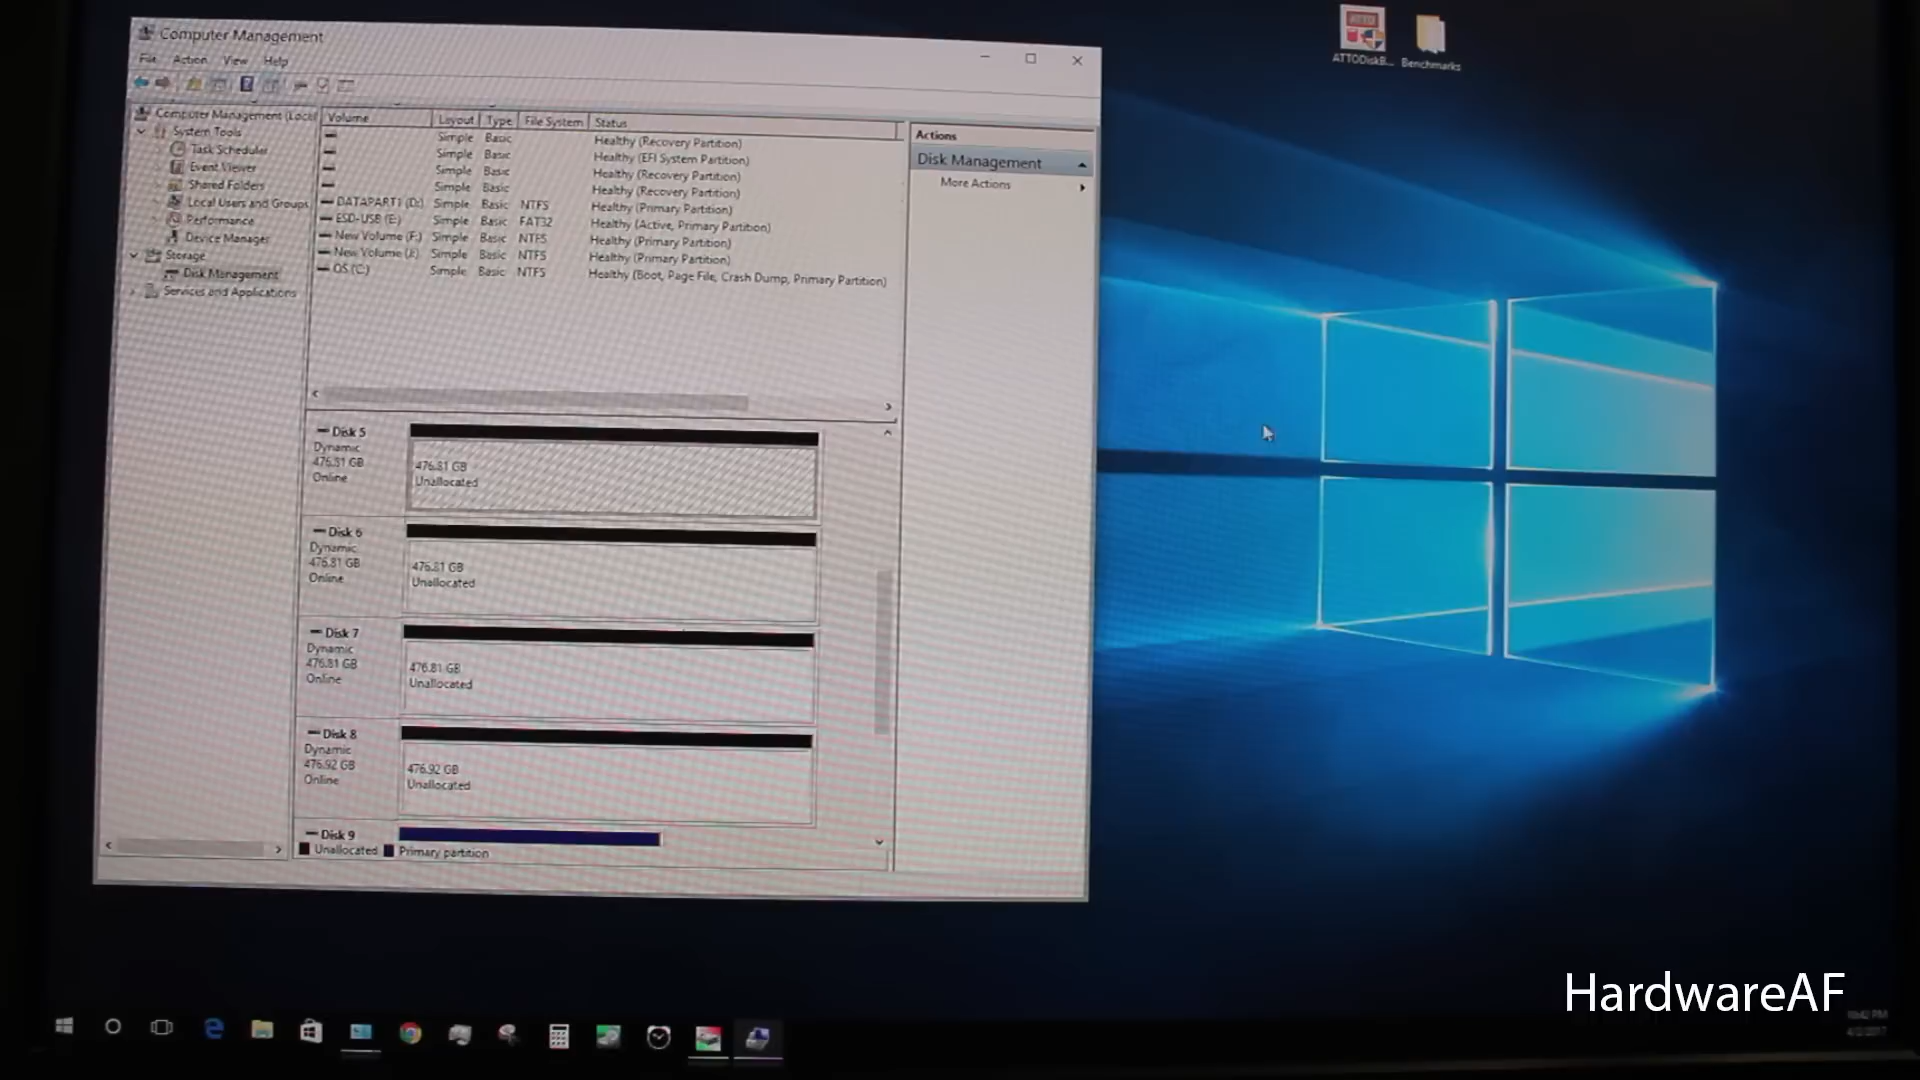 Computer Management
File Action View Help
Computer Management (Local
System Tools
Task Scheduler
Event Viewer
Shared Folders
Local Users and Groups
Performance
Device Manager
Storage
Disk Management
Services and Applications
Volume Layout Type File System Status
Simple Basic Healthy (Recovery Partition)
Simple Basic Healthy (EFI System Partition)
Simple Basic Healthy (Recovery Partition)
Simple Basic Healthy (Recovery Partition)
DATAPART1 (D:) Simple Basic NTFS Healthy (Primary Partition)
ESD-USB (E:) Simple Basic FAT32 Healthy (Active, Primary Partition)
New Volume (F:) Simple Basic NTFS Healthy (Primary Partition)
New Volume Simple Basic NTFS Healthy (Primary Partition)
OS (C:) Simple Basic NTFS Healthy (Boot, Page File, Crash Dump, Primary Partition)
Actions
Disk Management
More Actions
Disk 5
Dynamic
476.81 GB
Online
476.81 GB
Unallocated
Disk 6
Dynamic
476.81 GB
Online
476.81 GB
Unallocated
Disk 7
Dynamic
476.81 GB
Online
476.81 GB
Unallocated
Disk 8
Dynamic
476.92 GB
Online
476.92 GB
Unallocated
Disk 9
Unallocated Primary partition
ATTO
ATTODiskB... Benchmarks
HardwareAF
10:42 PM
4/2/2017